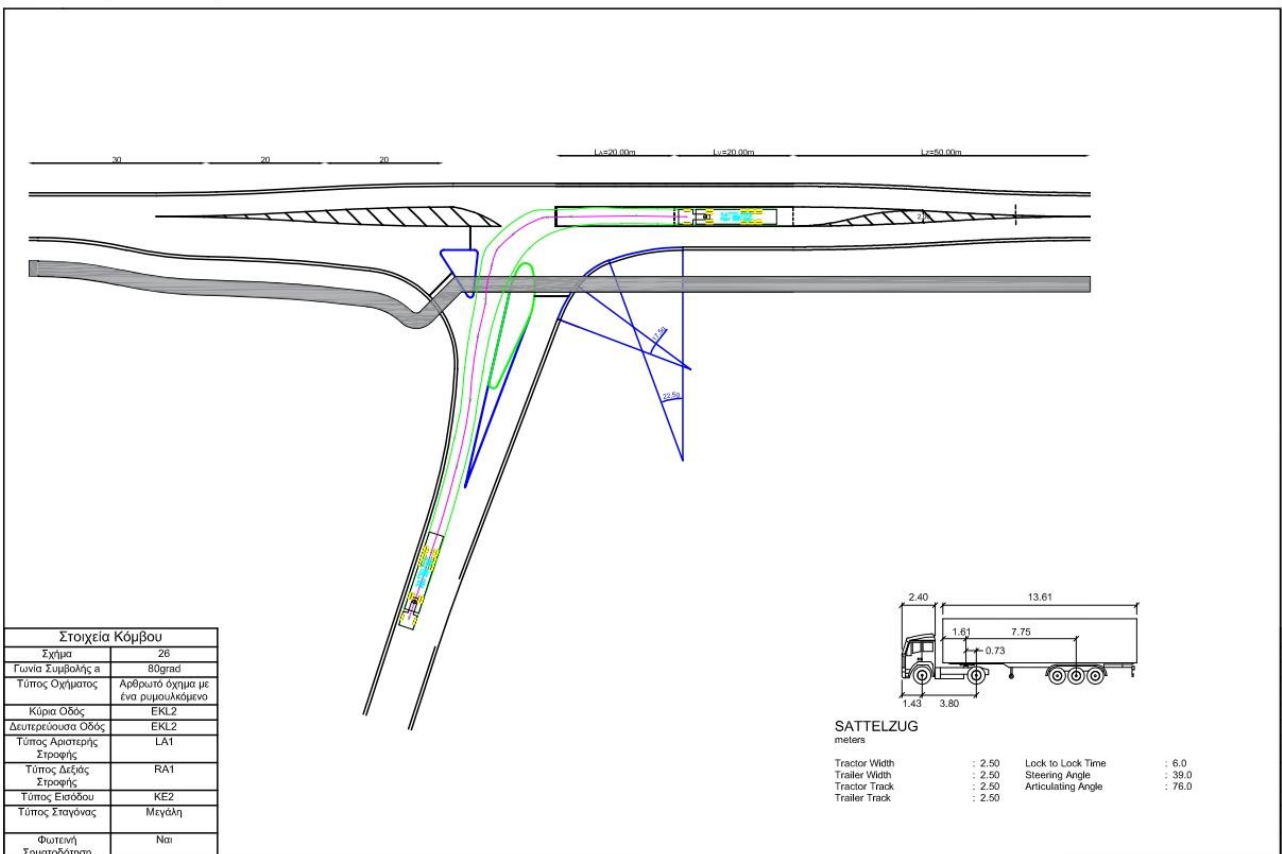 30
20
20
LA=20.00m
LV=20.00m
LZ=50.00m
22.5g
2.40
13.61
1.61
7.75
0.73
1.43
3.80
SATTELZUG
meters
Tractor Width : 2.50 Lock to Lock Time : 6.0
Trailer Width : 2.50 Steering Angle : 39.0
Tractor Track : 2.50 Articulating Angle : 76.0
Trailer Track : 2.50
Στοιχεία Κόμβου
Σχήμα 26
Γωνία Συμβολής a 80grad
Τύπος Οχήματος Αρθρωτό όχημα με
ένα ρυμουλκόμενο
Κύρια Οδός EKL2
Δευτερεύουσα Οδός EKL2
Τύπος Αριστερής LA1
Στροφής
Τύπος Δεξιάς RA1
Στροφής
Τύπος Εισόδου KE2
Τύπος Σταγόνας Μεγάλη
Φωτεινή Ναι
Σηματοδότηση